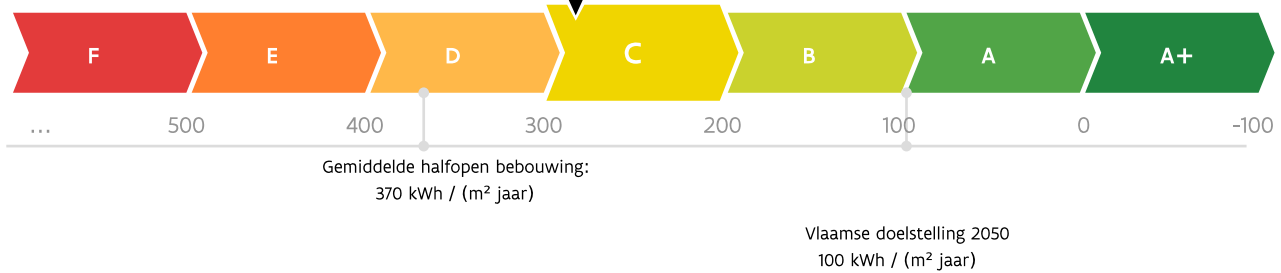 F E D C B A A+
... 500 400 300 200 100 0 -100
Gemiddelde halfopen bebouwing:
370 kWh / (m² jaar)
Vlaamse doelstelling 2050
100 kWh / (m² jaar)